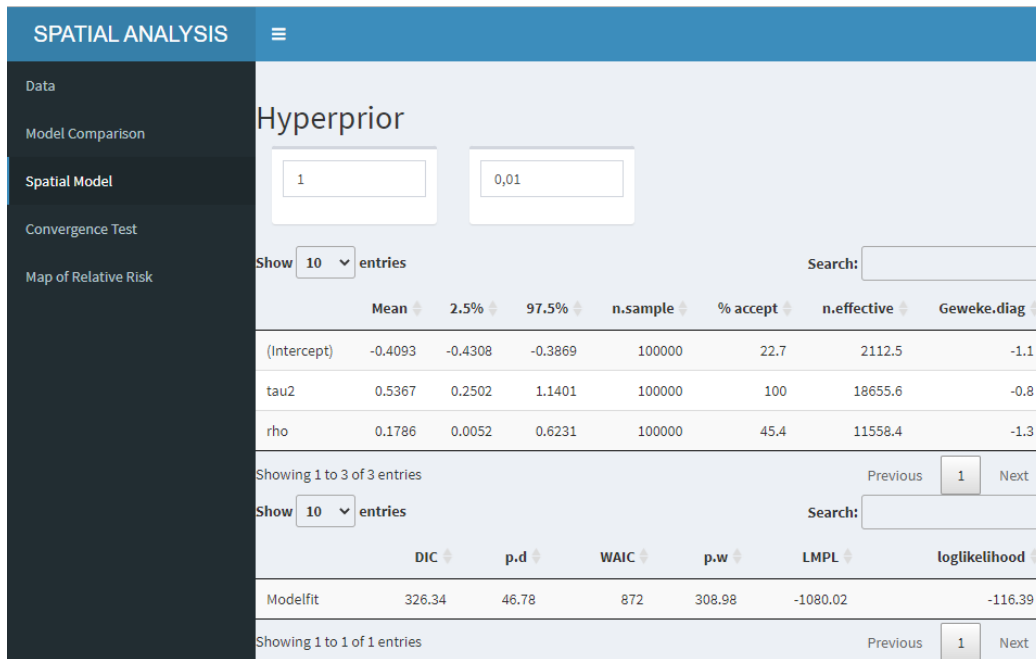 SPATIAL ANALYSIS
Data
Model Comparison
Spatial Model
Convergence Test
Map of Relative Risk
Hyperprior
1 0,01
Show 10 entries Search:
Mean 2.5% 97.5% n.sample % accept n.effective Geweke.diag
(Intercept) -0.4093 -0.4308 -0.3869 100000 22.7 2112.5 -1.1
tau2 0.5367 0.2502 1.1401 100000 100 18655.6 -0.8
rho 0.1786 0.0052 0.6231 100000 45.4 11558.4 -1.3
Showing 1 to 3 of 3 entries Previous 1 Next
Show 10 entries Search:
DIC p.d WAIC p.w LMPL loglikelihood
Modelfit 326.34 46.78 872 308.98 -1080.02 -116.39
Showing 1 to 1 of 1 entries Previous 1 Next